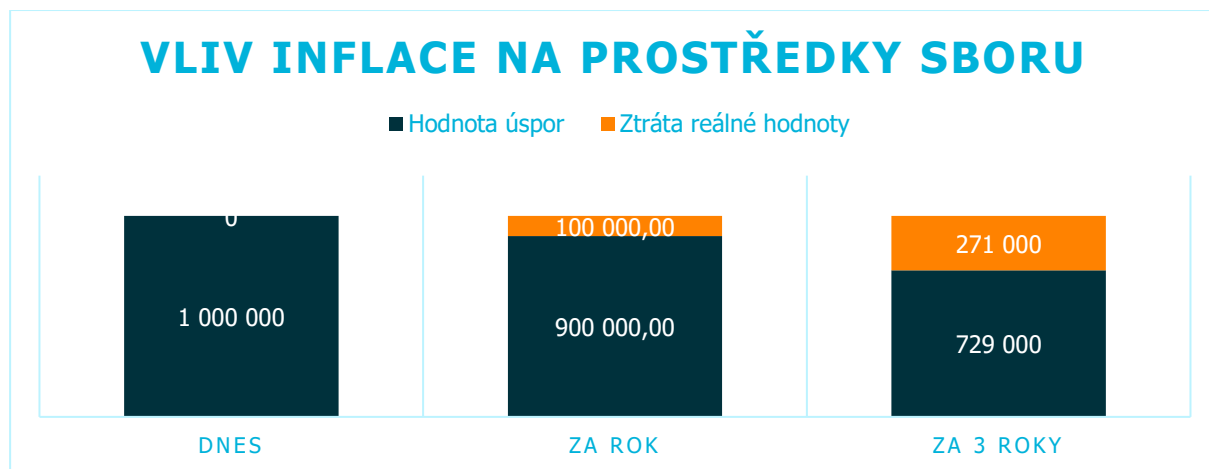 VLIV INFLACE NA PROSTŘEDKY SBORU
Hodnota úspor Ztráta reálné hodnoty
0 100 000,00 271 000
1 000 000 900 000,00 729 000
DNES ZA ROK ZA 3 ROKY